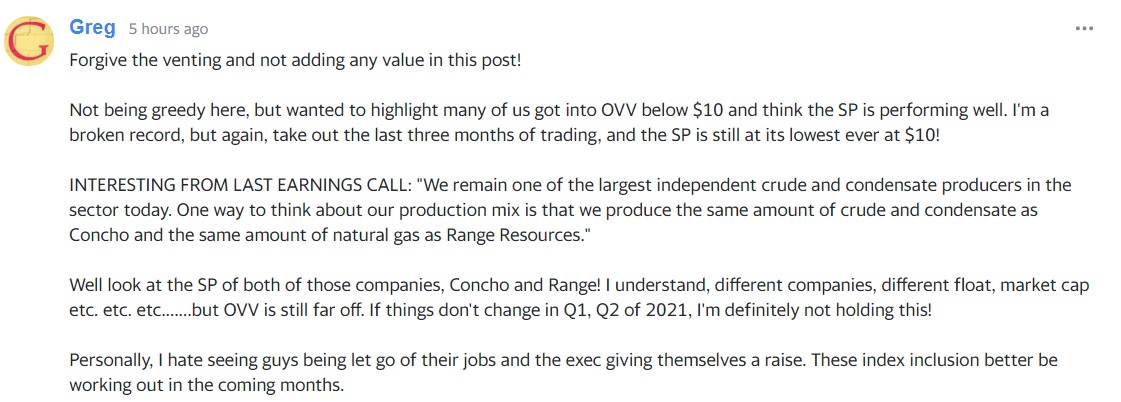 G
Greg 5 hours ago
Forgive the venting and not adding any value in this post!
Not being greedy here, but wanted to highlight many of us got into OVV below $10 and think the SP is performing well. I'm a
broken record, but again, take out the last three months of trading, and the SP is still at its lowest ever at $10!
INTERESTING FROM LAST EARNINGS CALL: "We remain one of the largest independent crude and condensate producers in the
sector today. One way to think about our production mix is that we produce the same amount of crude and condensate as
Concho and the same amount of natural gas as Range Resources."
Well look at the SP of both of those companies, Concho and Range! I understand, different companies, different float, market cap
etc. etc. etc.......but OVV is still far off. If things don't change in Q1, Q2 of 2021, I'm definitely not holding this!
Personally, I hate seeing guys being let go of their jobs and the exec giving themselves a raise. These index inclusion better be
working out in the coming months.